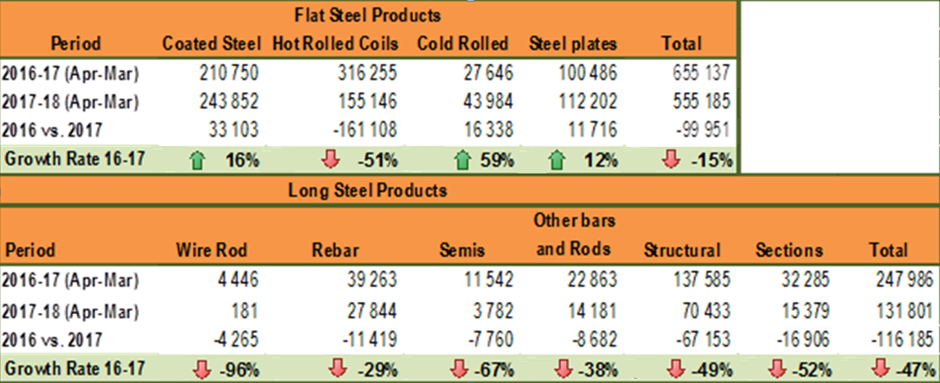 Flat Steel Products
Period Coated Steel Hot Rolled Coils Cold Rolled Steel plates Total
2016-17 (Apr-Mar) 210 750 316 255 27 646 100 486 655 137
2017-18 (Apr-Mar) 243 852 155 146 43 984 112 202 555 185
2016 vs. 2017 33 103 -161 108 16 338 11 716 -99 951
Growth Rate 16-17 16% -51% 59% 12% -15%
Long Steel Products
Other bars
Period Wire Rod Rebar Semis and Rods Structural Sections Total
2016-17 (Apr-Mar) 4 446 39 263 11 542 22 863 137 585 32 285 247 986
2017-18 (Apr-Mar) 181 27 844 3 782 14 181 70 433 15 379 131 801
2016 vs. 2017 -4 265 -11 419 -7 760 -8 682 -67 153 -16 906 -116 185
Growth Rate 16-17 -96% -29% -67% -38% -49% -52% -47%